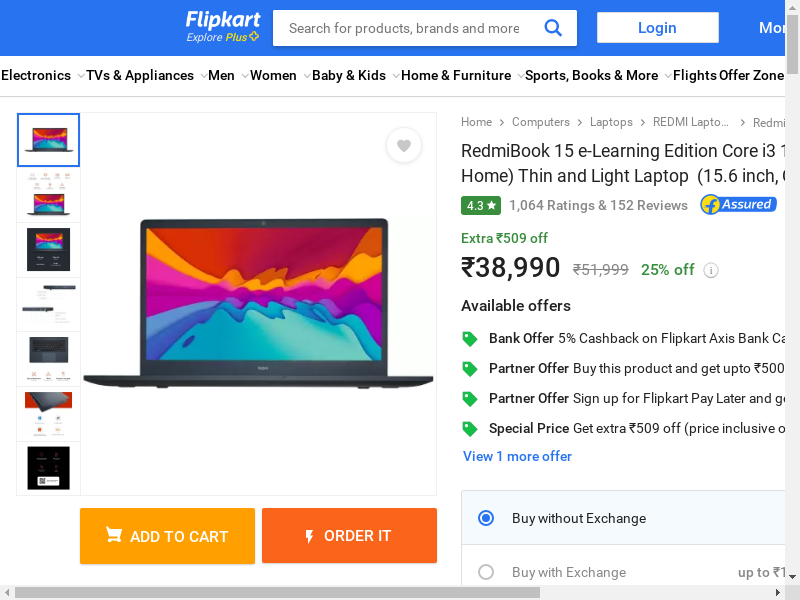 Flipkart
Explore Plus
Search for products, brands and more
Login
Mor
Electronics TVs & Appliances Men Women Baby & Kids Home & Furniture Sports, Books & More Flights Offer Zone
Home Computers Laptops REDMI Lapto... Redmi
RedmiBook 15 e-Learning Edition Core i3 1
Home) Thin and Light Laptop (15.6 inch, C
4.3 1,064 Ratings & 152 Reviews Assured
Extra ₹509 off
₹38,990 ₹51,999 25% off i
Available offers
Bank Offer 5% Cashback on Flipkart Axis Bank Ca
Partner Offer Buy this product and get upto ₹500
Partner Offer Sign up for Flipkart Pay Later and ge
Special Price Get extra ₹509 off (price inclusive o
View 1 more offer
Buy without Exchange
Buy with Exchange up to ₹1
ADD TO CART
ORDER IT